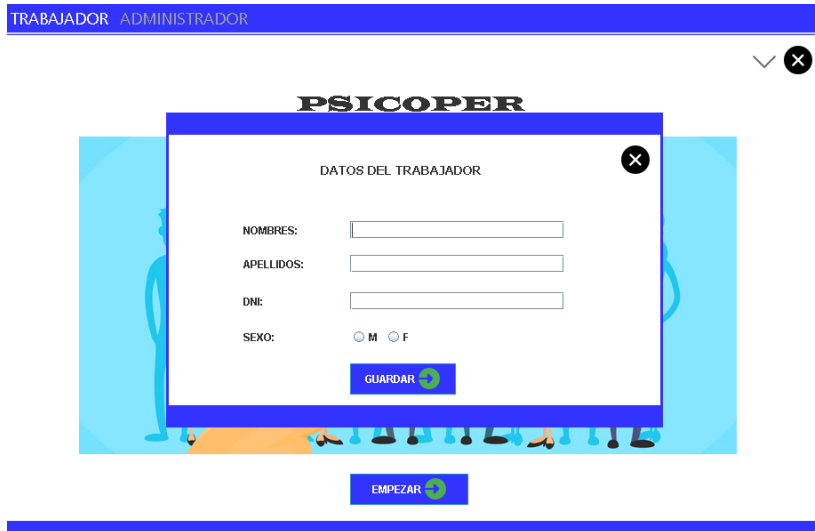 TRABAJADOR ADMINISTRADOR
PSICOPER
DATOS DEL TRABAJADOR
NOMBRES:
APELLIDOS:
DNI:
SEXO: M F
GUARDAR
EMPEZAR